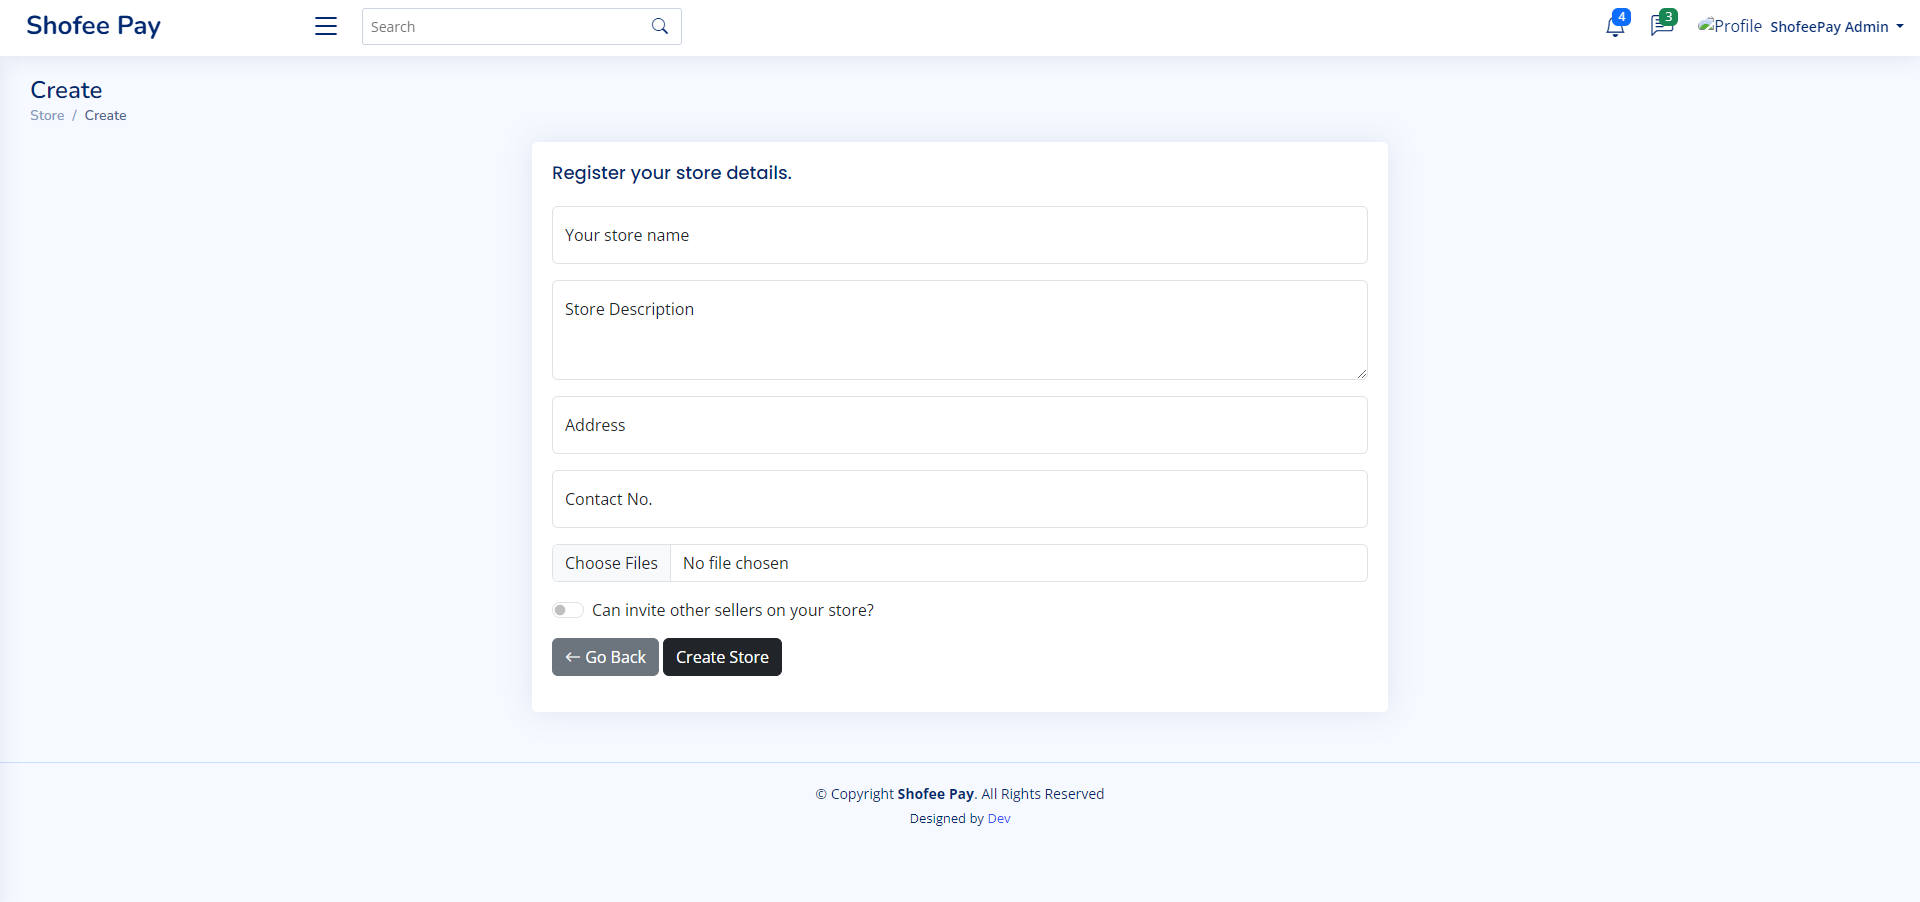 Shofee Pay
Search
4
3
Profile
ShofeePay Admin
Create
Store / Create
Register your store details.
Your store name
Store Description
Address
Contact No.
Choose Files No file chosen
Can invite other sellers on your store?
← Go Back
Create Store
© Copyright Shofee Pay. All Rights Reserved
Designed by Dev